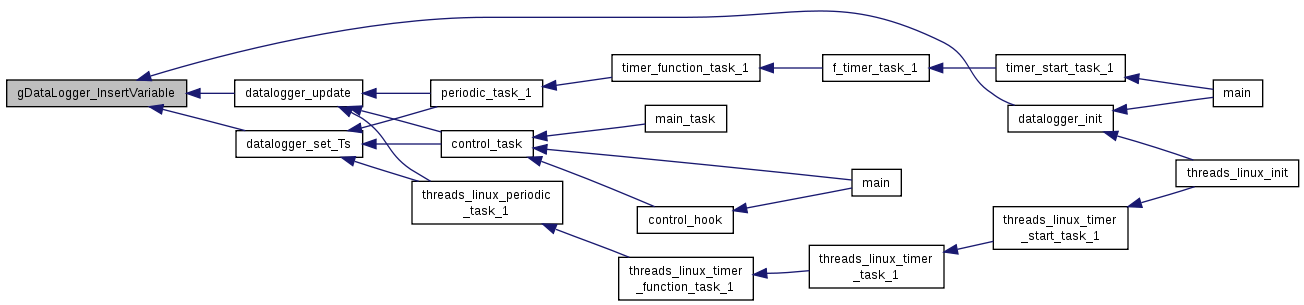 gDataLogger_InsertVariable
datalogger_update
datalogger_set_Ts
periodic_task_1
control_task
threads_linux_periodic
_task_1
timer_function_task_1
main_task
control_hook
threads_linux_timer
_function_task_1
f_timer_task_1
main
threads_linux_timer
_task_1
timer_start_task_1
datalogger_init
threads_linux_timer
_start_task_1
main
threads_linux_init